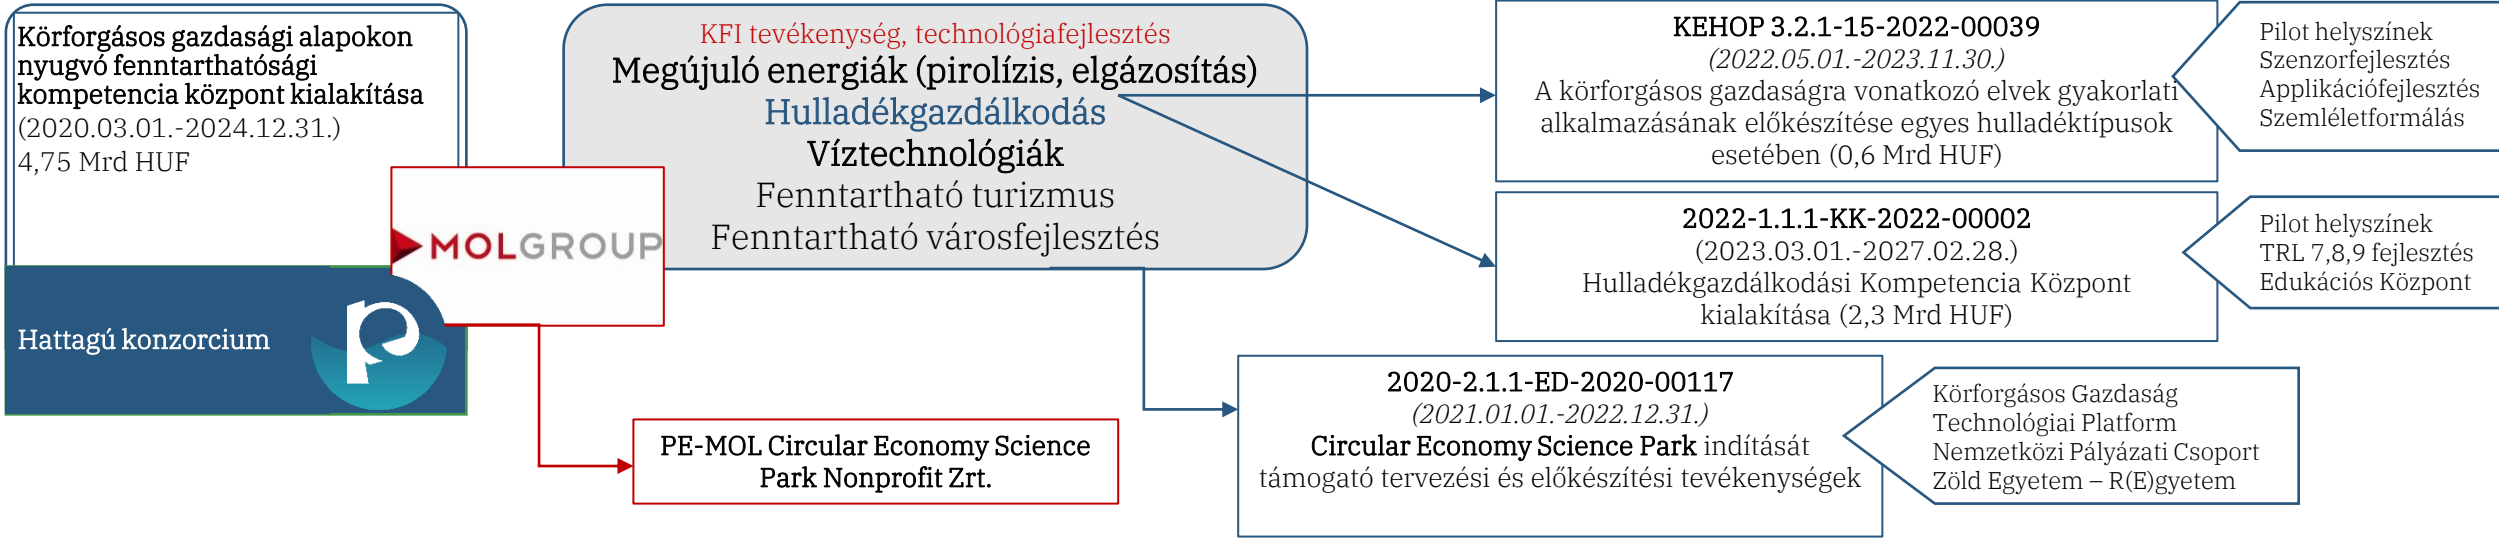 Körforgásos gazdasági alapokon
nyugvó fenntarthatósági
kompetencia központ kialakítása
(2020.03.01.-2024.12.31.)
4,75 Mrd HUF
Hattagú konzorcium
MOLGROUP
KFI tevékenység, technológiafejlesztés
Megújuló energiák (pirolízis, elgázosítás)
Hulladékgazdálkodás
Víztechnológiák
Fenntartható turizmus
Fenntartható városfejlesztés
KEHOP 3.2.1-15-2022-00039
(2022.05.01.-2023.11.30.)
A körforgásos gazdaságra vonatkozó elvek gyakorlati
alkalmazásának előkészítése egyes hulladéktípusok
esetében (0,6 Mrd HUF)
Pilot helyszínek
Szenzorfejlesztés
Applikációfejlesztés
Szemléletformálás
2022-1.1.1-KK-2022-00002
(2023.03.01.-2027.02.28.)
Hulladékgazdálkodási Kompetencia Központ
kialakítása (2,3 Mrd HUF)
Pilot helyszínek
TRL 7,8,9 fejlesztés
Edukációs Központ
2020-2.1.1-ED-2020-00117
(2021.01.01.-2022.12.31.)
Circular Economy Science Park indítását
támogató tervezési és előkészítési tevékenységek
Körforgásos Gazdaság
Technológiai Platform
Nemzetközi Pályázati Csoport
Zöld Egyetem – R(E)gyetem
PE-MOL Circular Economy Science
Park Nonprofit Zrt.